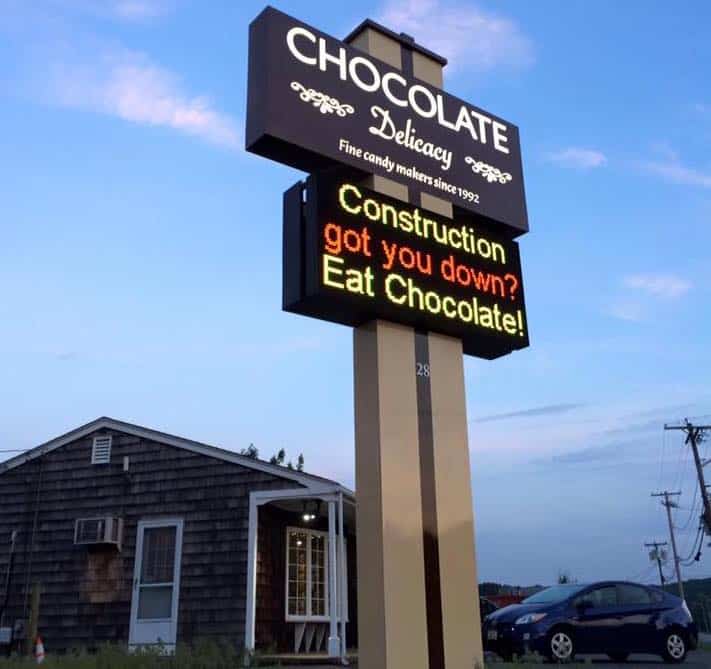 CHOCOLATE
Delicacy
Fine candy makers since 1992
Construction
got you down?
Eat Chocolate!
28